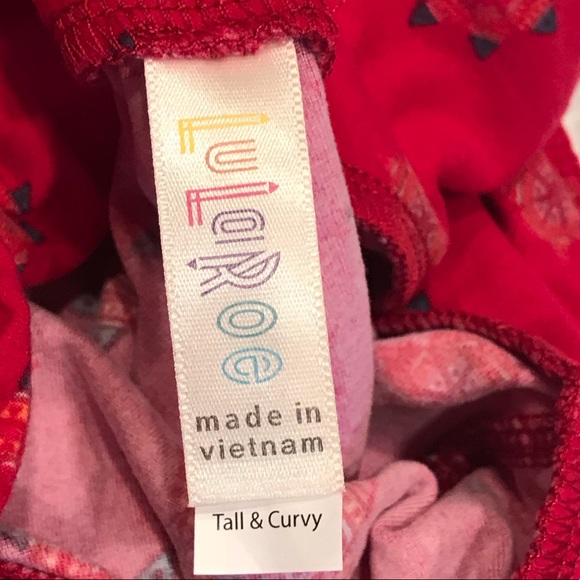 LuLaRoe
made in
vietnam
Tall & Curvy